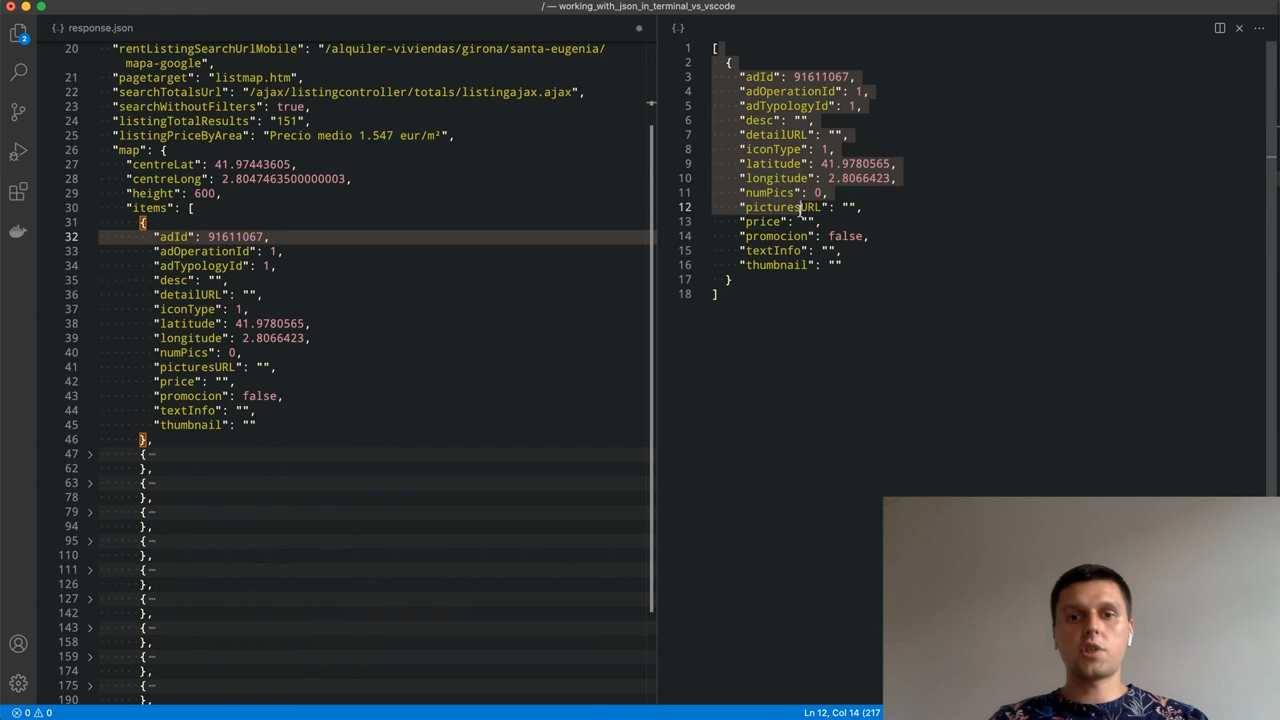 / — working_with_json_in_terminal_vs_vscode
2
{··} response.json
{··}
20 "rentListingSearchUrlMobile": "/alquiler-viviendas/girona/santa-eugenia/
mapa-google",
21 "pagetarget": "listmap.htm",
22 "searchTotalsUrl": "/ajax/listingcontroller/totals/listingajax.ajax",
23 "searchWithoutFilters": true,
24 "listingTotalResults": "151",
25 "listingPriceByArea": "Precio medio 1.547 eur/m²",
26 "map": {
27 "centreLat": 41.97443605,
28 "centreLong": 2.8047463500000003,
29 "height": 600,
30 "items": [
31 {
32 "adId": 91611067,
33 "adOperationId": 1,
34 "adTypologyId": 1,
35 "desc": "",
36 "detailURL": "",
37 "iconType": 1,
38 "latitude": 41.9780565,
39 "longitude": 2.8066423,
40 "numPics": 0,
41 "picturesURL": "",
42 "price": "",
43 "promocion": false,
44 "textInfo": "",
45 "thumbnail": ""
46 },
47 {
62 },
63 {
78 },
79 {
94 },
95 {
110 },
111 {
126 },
127 {
142 },
143 {
158 },
159 {
174 },
175 {
190 },
1 [
2 {
3 "adId": 91611067,
4 "adOperationId": 1,
5 "adTypologyId": 1,
6 "desc": "",
7 "detailURL": "",
8 "iconType": 1,
9 "latitude": 41.9780565,
10 "longitude": 2.8066423,
11 "numPics": 0,
12 "picturesURL": "",
13 "price": "",
14 "promocion": false,
15 "textInfo": "",
16 "thumbnail": ""
17 }
18 ]
0 0
Ln 12, Col 14 (217